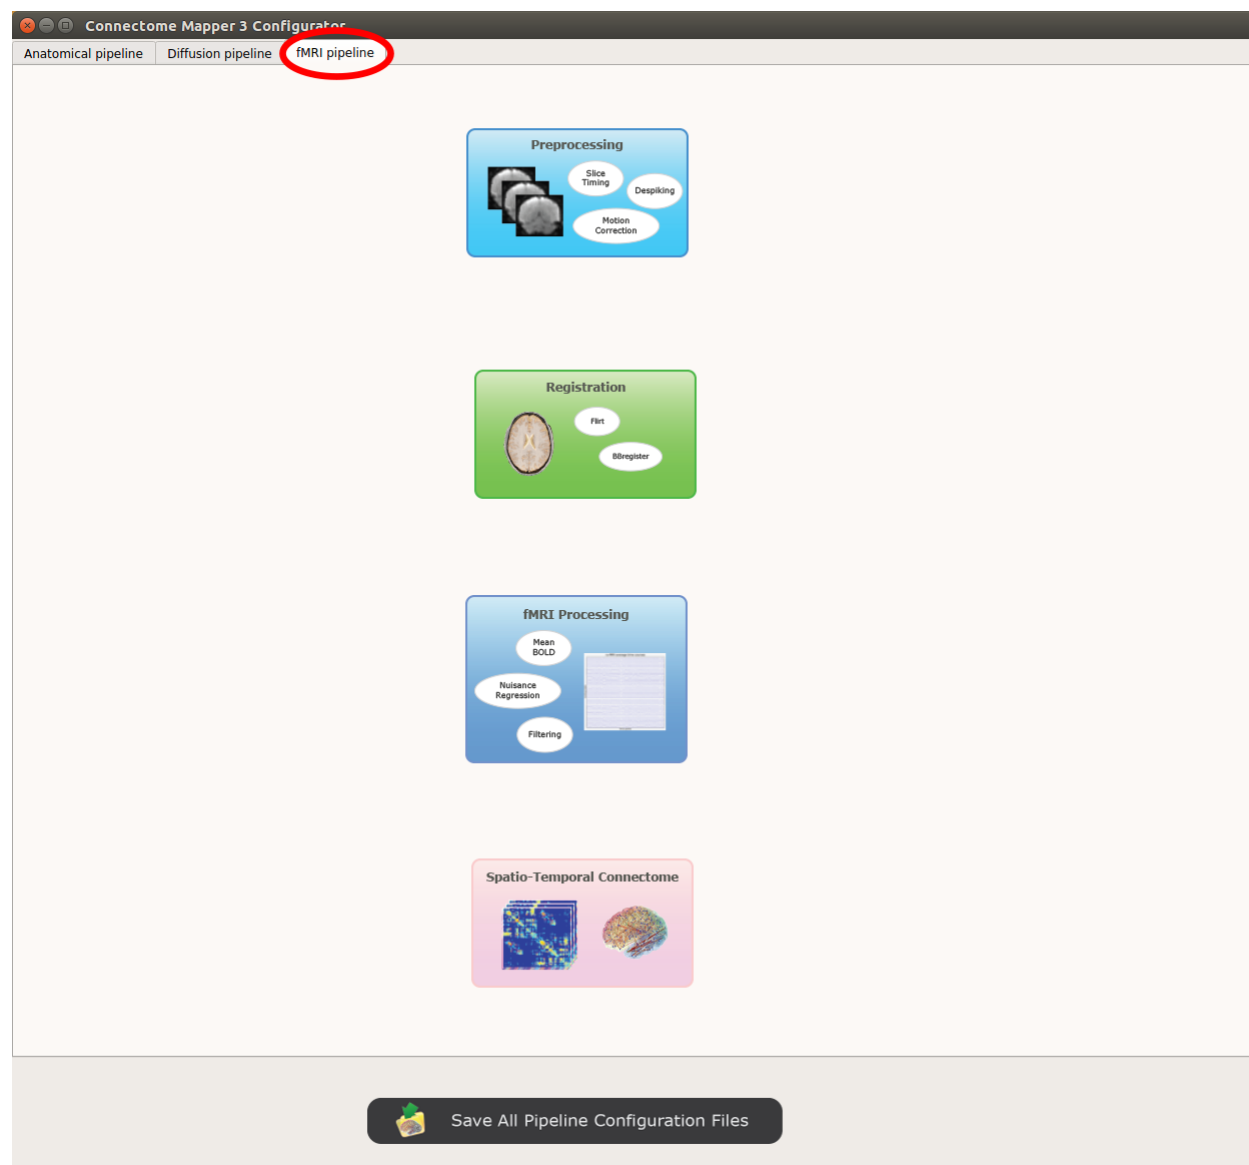 Connectome Mapper 3 Configurator
Anatomical pipeline Diffusion pipeline fMRI pipeline
Preprocessing
Slice
Timing
Despiking
Motion
Correction
Registration
Flirt
BBregister
fMRI Processing
Mean
BOLD
Nuisance
Regression
Filtering
Spatio-Temporal Connectome
Save All Pipeline Configuration Files